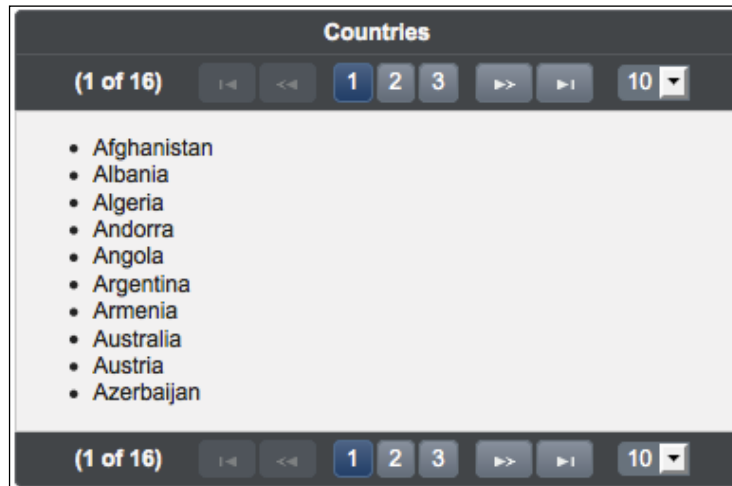 Countries
(1 of 16) 1 2 3 10
• Afghanistan
• Albania
• Algeria
• Andorra
• Angola
• Argentina
• Armenia
• Australia
• Austria
• Azerbaijan
(1 of 16) 1 2 3 10